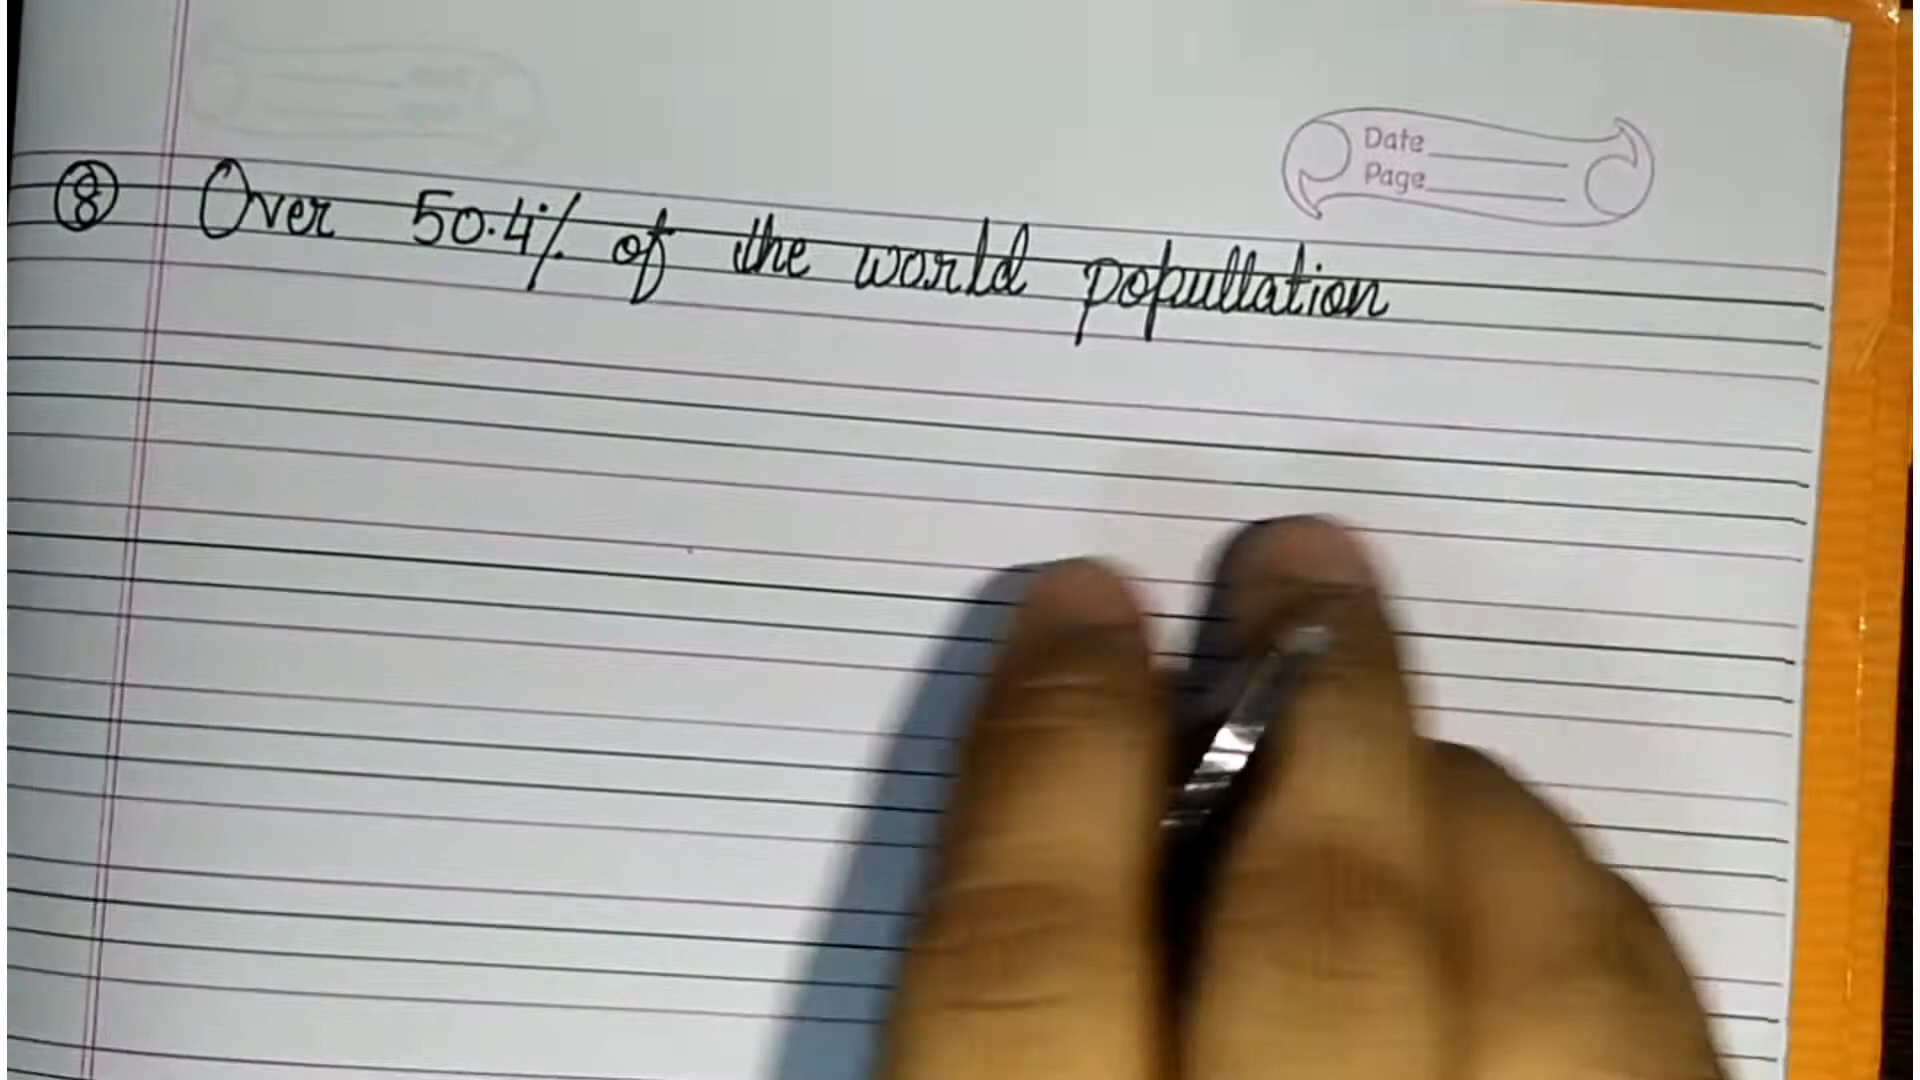 Date
Page
⑧ Over 50.4% of the world popullation